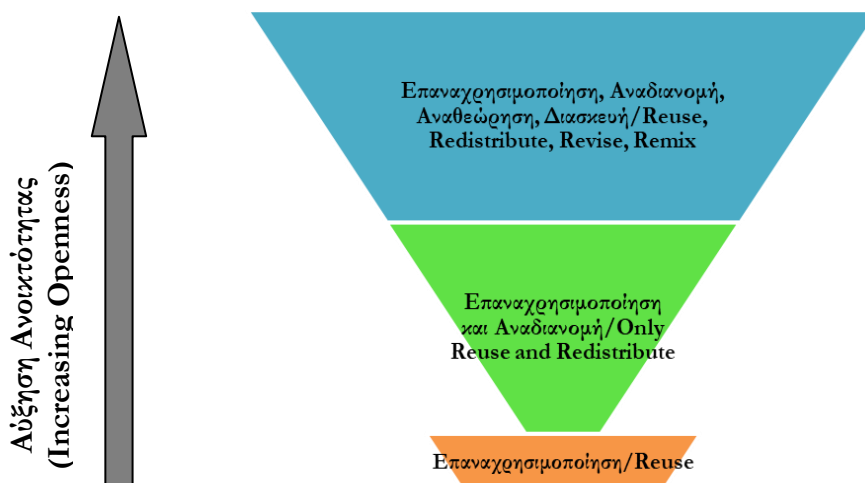 Αύξηση Ανοικτότητας
(Increasing Openness)
Επαναχρησιμοποίηση, Αναδιανομή,
Αναθεώρηση, Διασκευή/Reuse,
Redistribute, Revise, Remix
Επαναχρησιμοποίηση
και Αναδιανομή/Only
Reuse and Redistribute
Επαναχρησιμοποίηση/Reuse